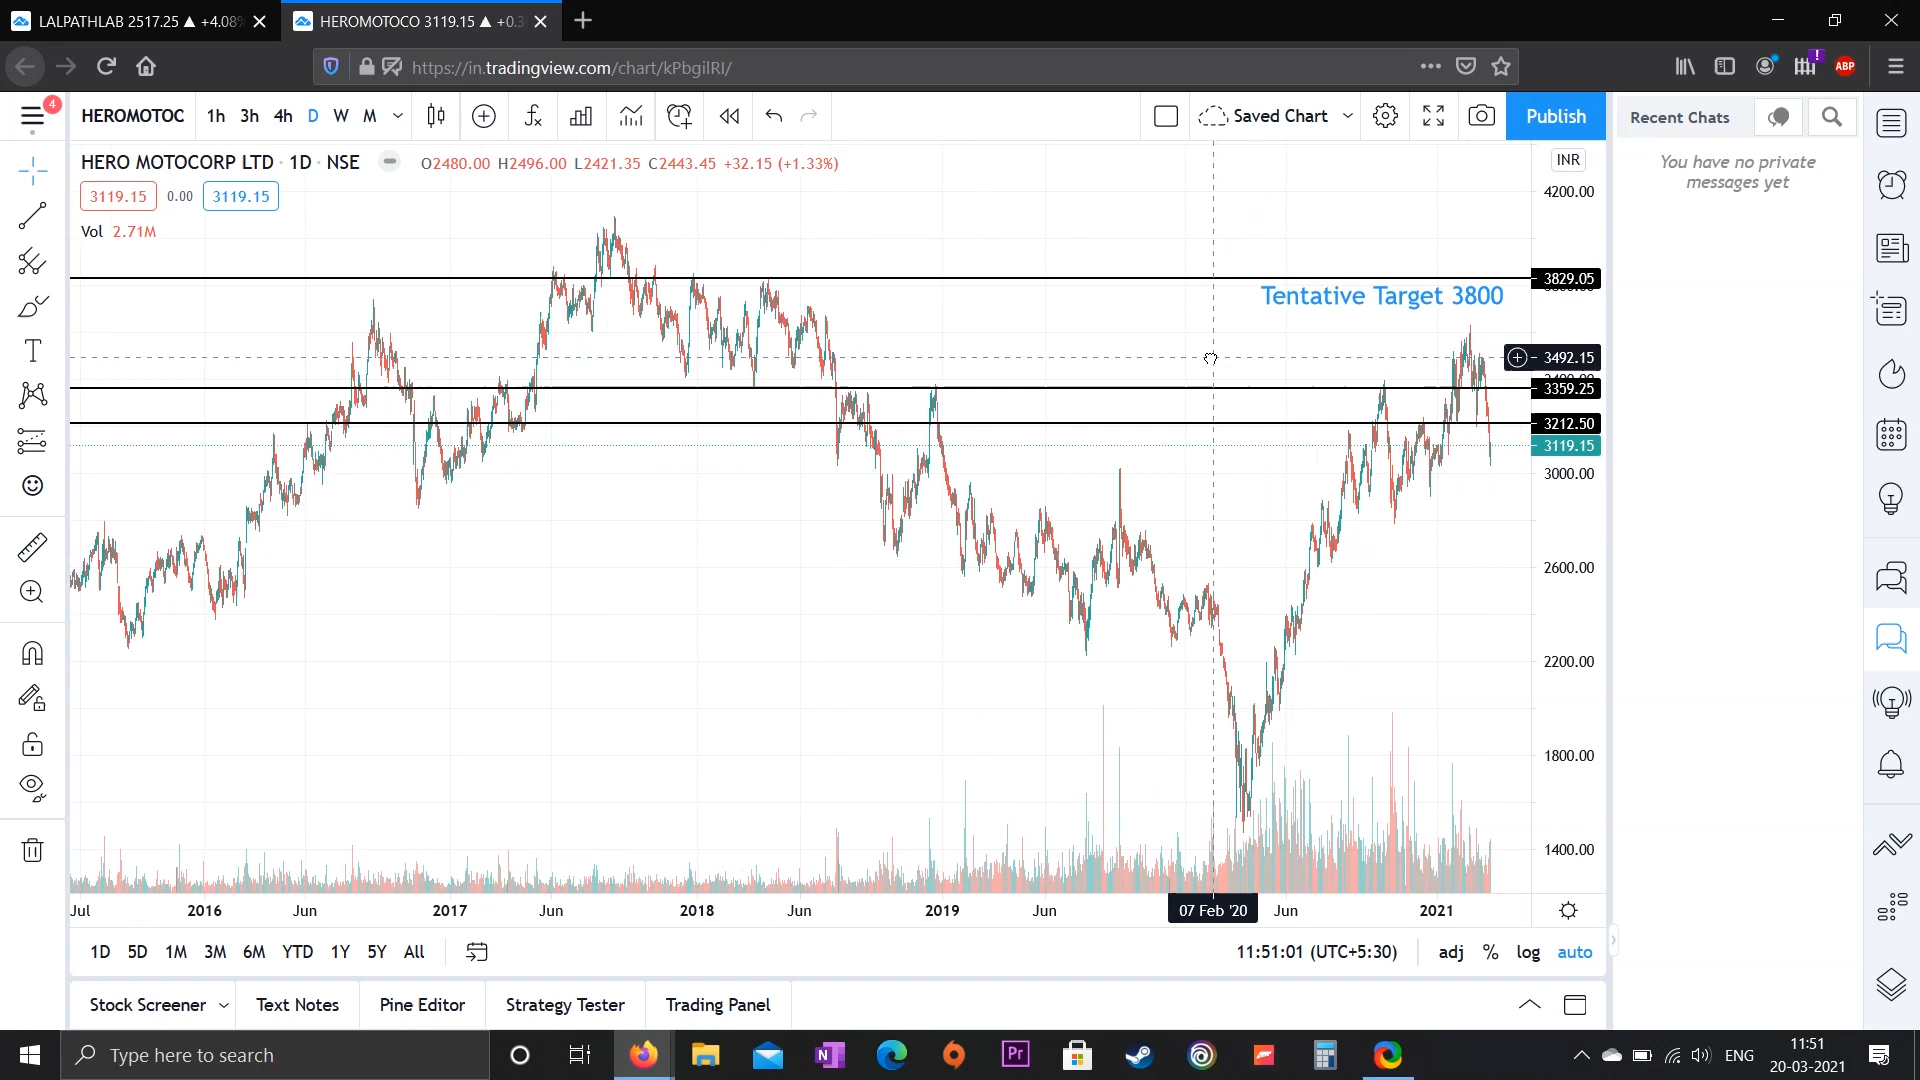 LALPATHLAB 2517.25 ▲ +4.08%
HEROMOTOCO 3119.15 ▲ +0.3
https://in.tradingview.com/chart/kPbgilRI/
ABP
4
HEROMOTOC
1h 3h 4h D W M
Saved Chart
Publish
Recent Chats
You have no private
messages yet
HERO MOTOCORP LTD · 1D · NSE
O2480.00 H2496.00 L2421.35 C2443.45 +32.15 (+1.33%)
INR
3119.15 0.00 3119.15
Vol 2.71M
4200.00
3829.05
Tentative Target 3800
3492.15
3359.25
3212.50
3119.15
3000.00
2600.00
2200.00
1800.00
1400.00
Jul 2016 Jun 2017 Jun 2018 Jun 2019 Jun 07 Feb '20 Jun 2021
1D 5D 1M 3M 6M YTD 1Y 5Y All
11:51:01 (UTC+5:30)
adj % log auto
Stock Screener
Text Notes
Pine Editor
Strategy Tester
Trading Panel
Type here to search
Pr
ENG
11:51
20-03-2021